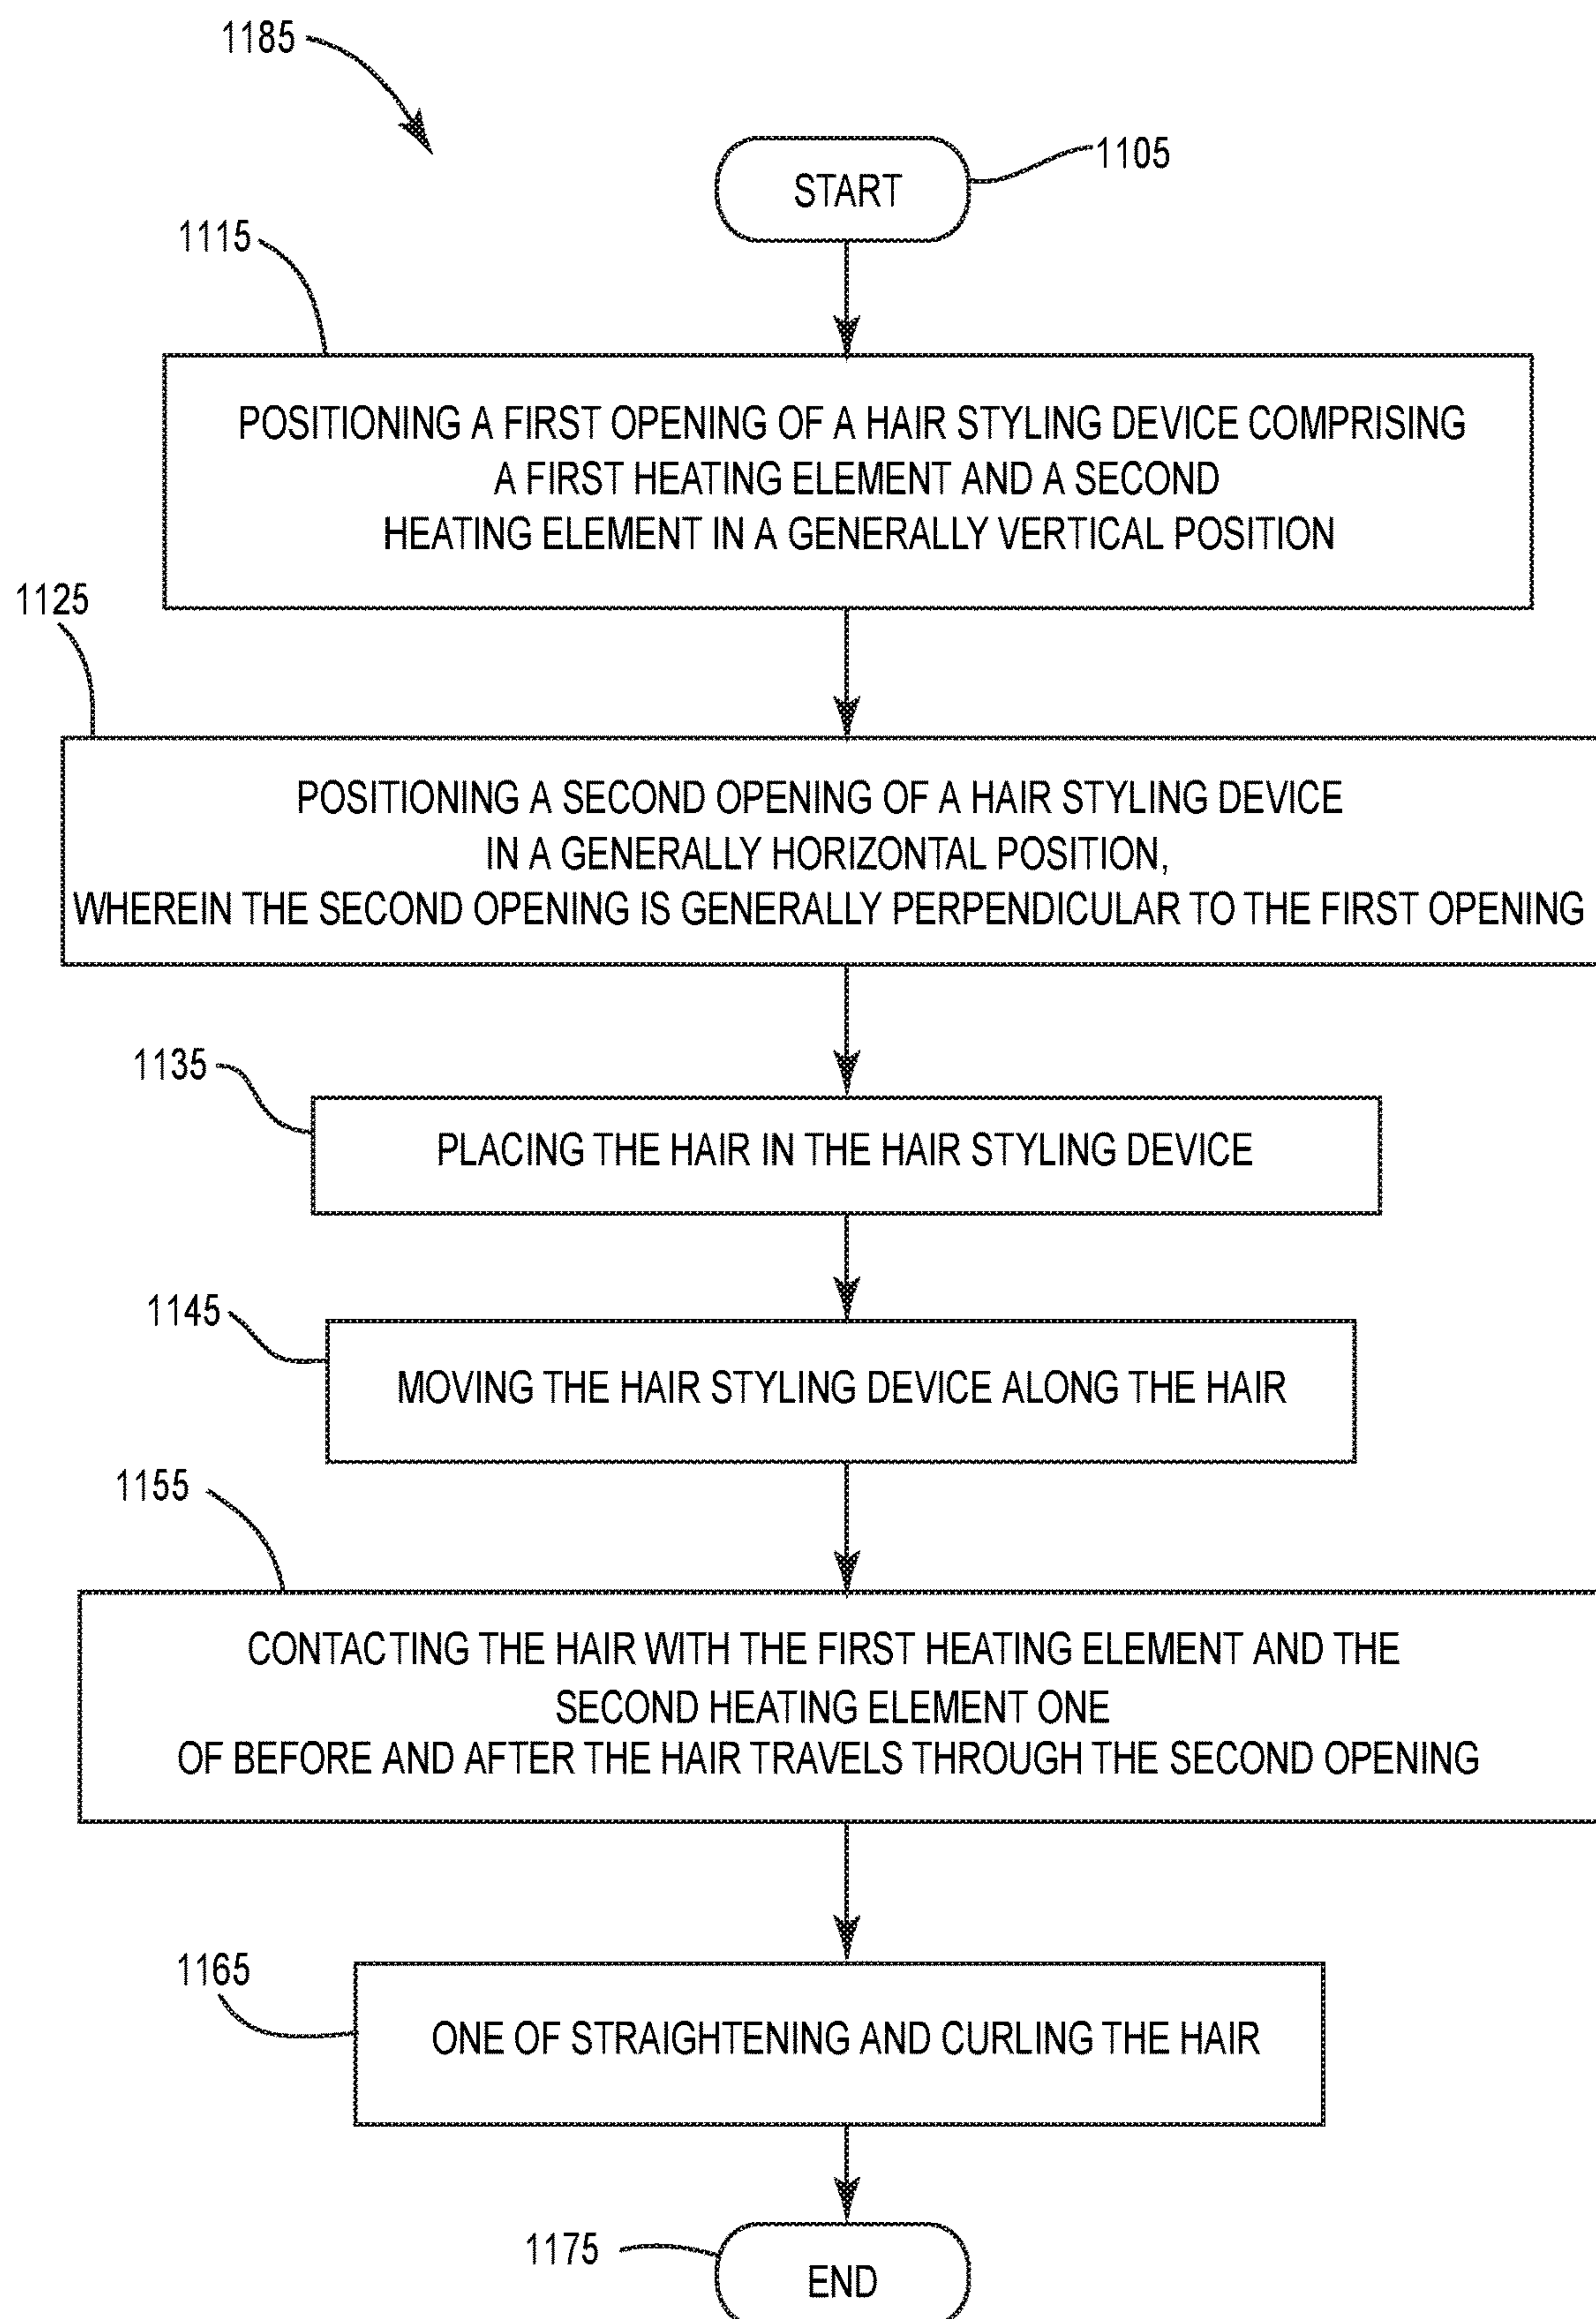 1185
START
1105
1115
POSITIONING A FIRST OPENING OF A HAIR STYLING DEVICE COMPRISING
A FIRST HEATING ELEMENT AND A SECOND
HEATING ELEMENT IN A GENERALLY VERTICAL POSITION
1125
POSITIONING A SECOND OPENING OF A HAIR STYLING DEVICE
IN A GENERALLY HORIZONTAL POSITION,
WHEREIN THE SECOND OPENING IS GENERALLY PERPENDICULAR TO THE FIRST OPENING
1135
PLACING THE HAIR IN THE HAIR STYLING DEVICE
1145
MOVING THE HAIR STYLING DEVICE ALONG THE HAIR
1155
CONTACTING THE HAIR WITH THE FIRST HEATING ELEMENT AND THE
SECOND HEATING ELEMENT ONE
OF BEFORE AND AFTER THE HAIR TRAVELS THROUGH THE SECOND OPENING
1165
ONE OF STRAIGHTENING AND CURLING THE HAIR
1175
END